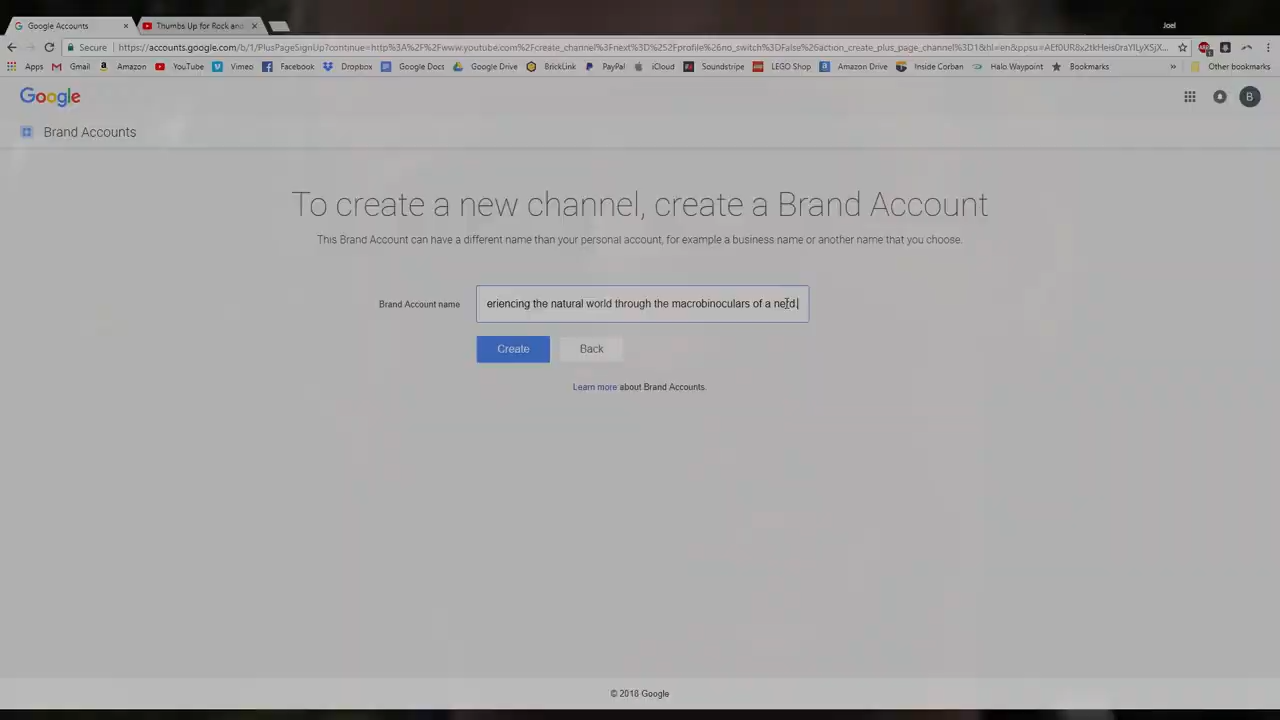 Google Accounts
Thumbs Up for Rock and
Joel
Secure
Apps Gmail Amazon YouTube Vimeo Facebook Dropbox Google Docs Google Drive BrickLink PayPal iCloud Soundstripe LEGO Shop Amazon Drive Inside Corban Halo Waypoint Bookmarks » Other bookmarks
Google
B
Brand Accounts
To create a new channel, create a Brand Account
This Brand Account can have a different name than your personal account, for example a business name or another name that you choose.
Brand Account name
eriencing the natural world through the macrobinoculars of a nerd.
Create Back
Learn more about Brand Accounts.
© 2018 Google